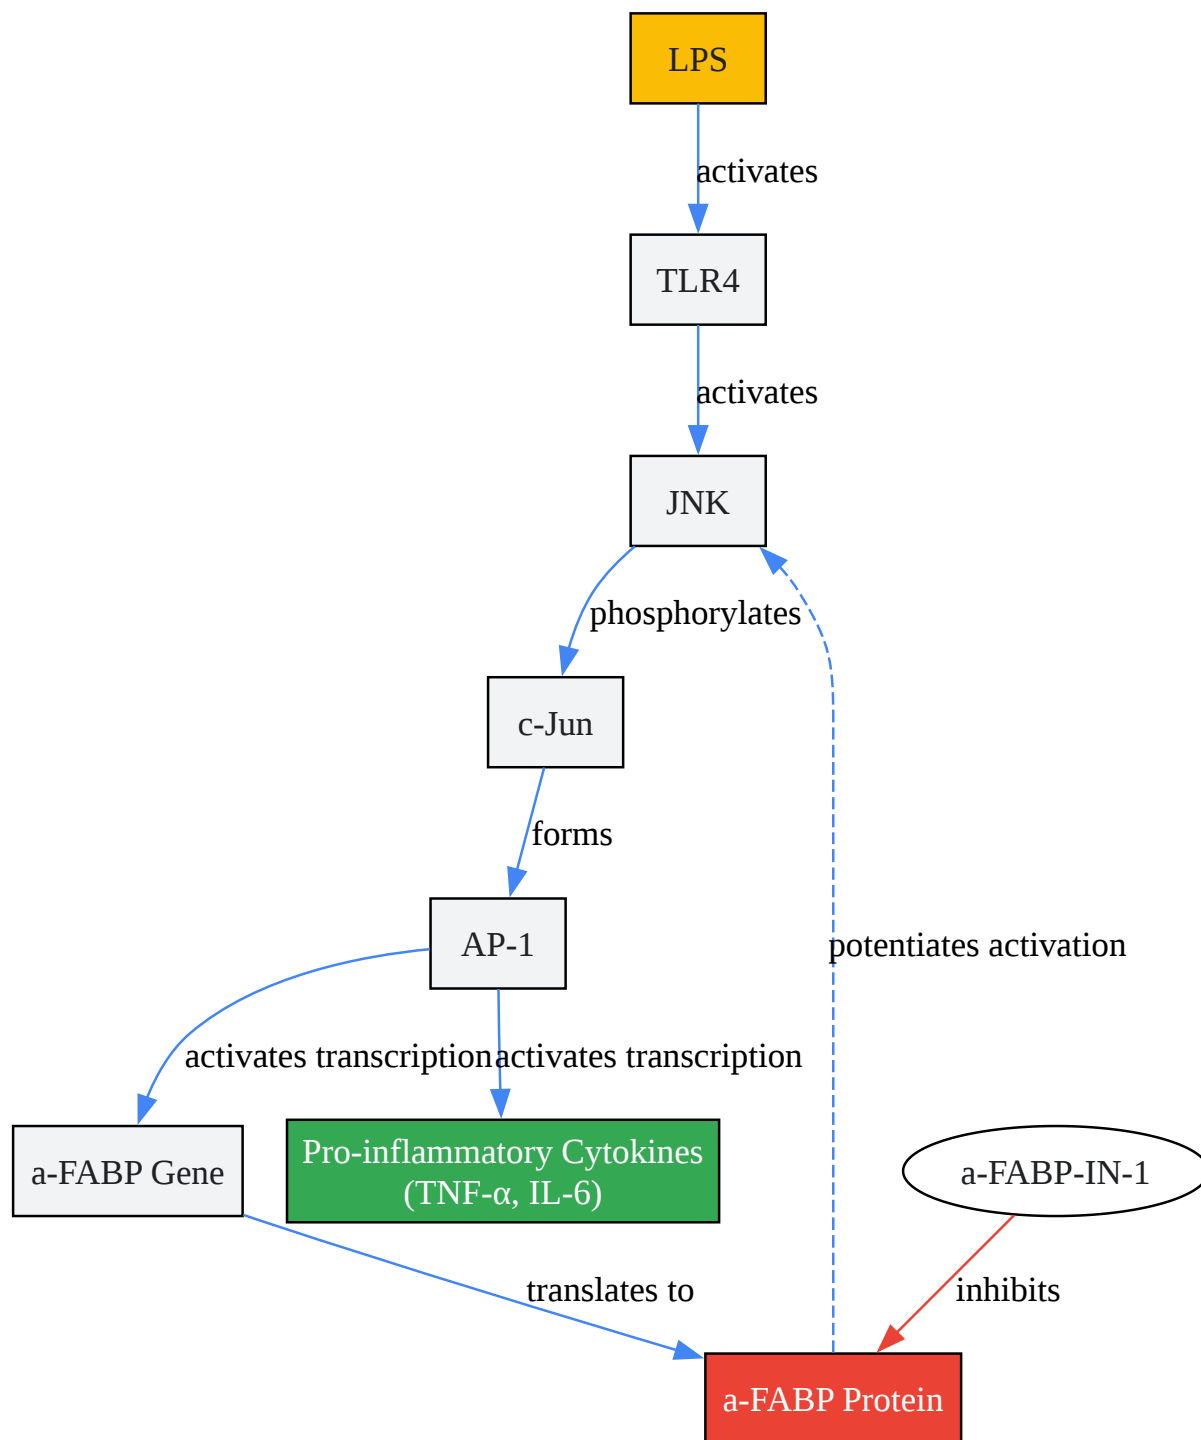 LPS
activates
TLR4
activates
JNK
phosphorylates
c-Jun
forms
AP-1
potentiates activation
activates transcription
activates transcription
a-FABP Gene
Pro-inflammatory Cytokines
(TNF-α, IL-6)
a-FABP-IN-1
translates to
inhibits
a-FABP Protein